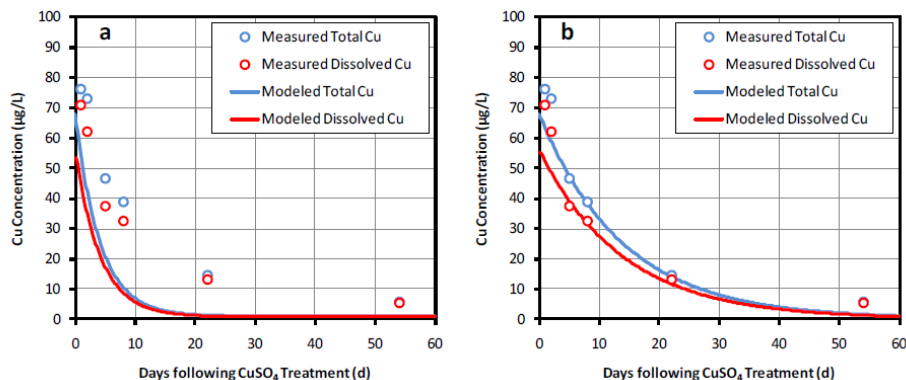 a
Measured Total Cu
Measured Dissolved Cu
Modeled Total Cu
Modeled Dissolved Cu
100
90
80
70
60
50
40
30
20
10
0
Cu Concentration (µg/L)
0 10 20 30 40 50 60
Days following CuSO₄ Treatment (d)
b
Measured Total Cu
Measured Dissolved Cu
Modeled Total Cu
Modeled Dissolved Cu
100
90
80
70
60
50
40
30
20
10
0
Cu Concentration (µg/L)
0 10 20 30 40 50 60
Days following CuSO₄ Treatment (d)